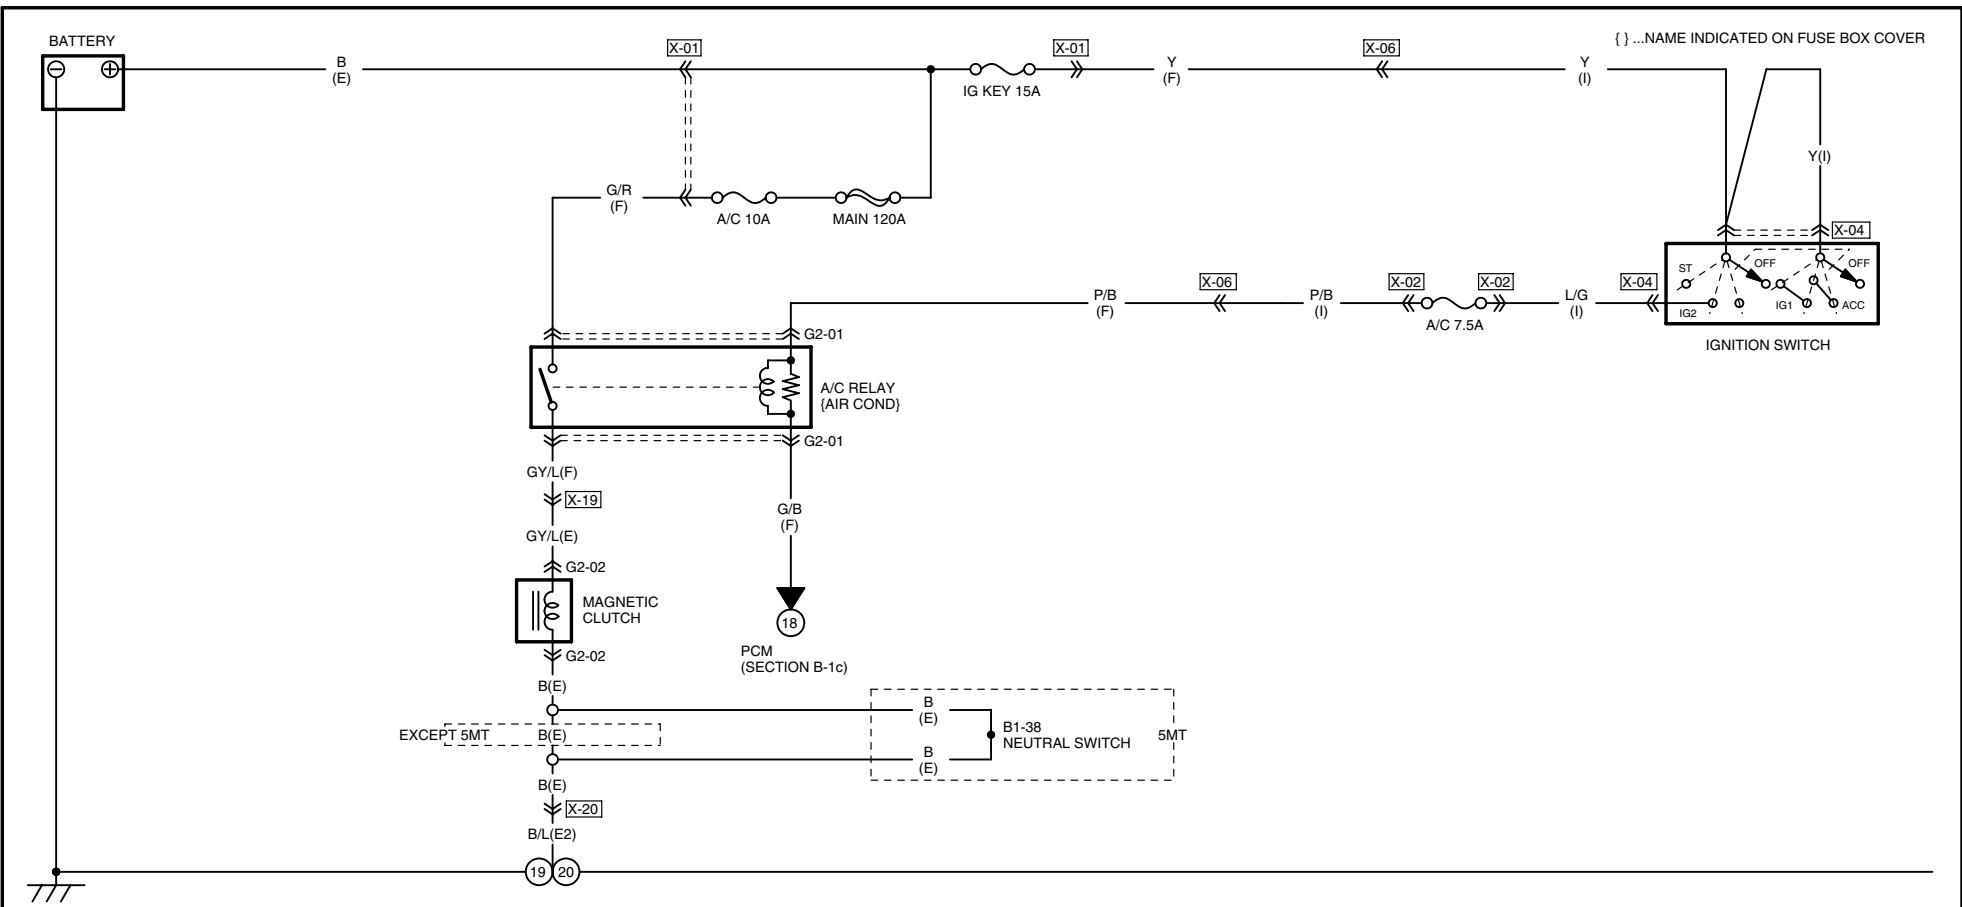 BATTERY
− +
B
(E)
X-01
IG KEY 15A
X-01
Y
(F)
X-06
Y
(I)
{ } ...NAME INDICATED ON FUSE BOX COVER
Y(I)
G/R
(F)
A/C 10A
MAIN 120A
X-04
ST
OFF
OFF
IG2
IG1
ACC
IGNITION SWITCH
P/B
(F)
X-06
P/B
(I)
X-02
X-02
A/C 7.5A
L/G
(I)
X-04
G2-01
A/C RELAY
{AIR COND}
G2-01
GY/L(F)
X-19
GY/L(E)
G2-02
MAGNETIC
CLUTCH
G2-02
G/B
(F)
18
PCM
(SECTION B-1c)
B(E)
B
(E)
EXCEPT 5MT
B(E)
B1-38
NEUTRAL SWITCH
5MT
B
(E)
B(E)
X-20
B/L(E2)
19 20